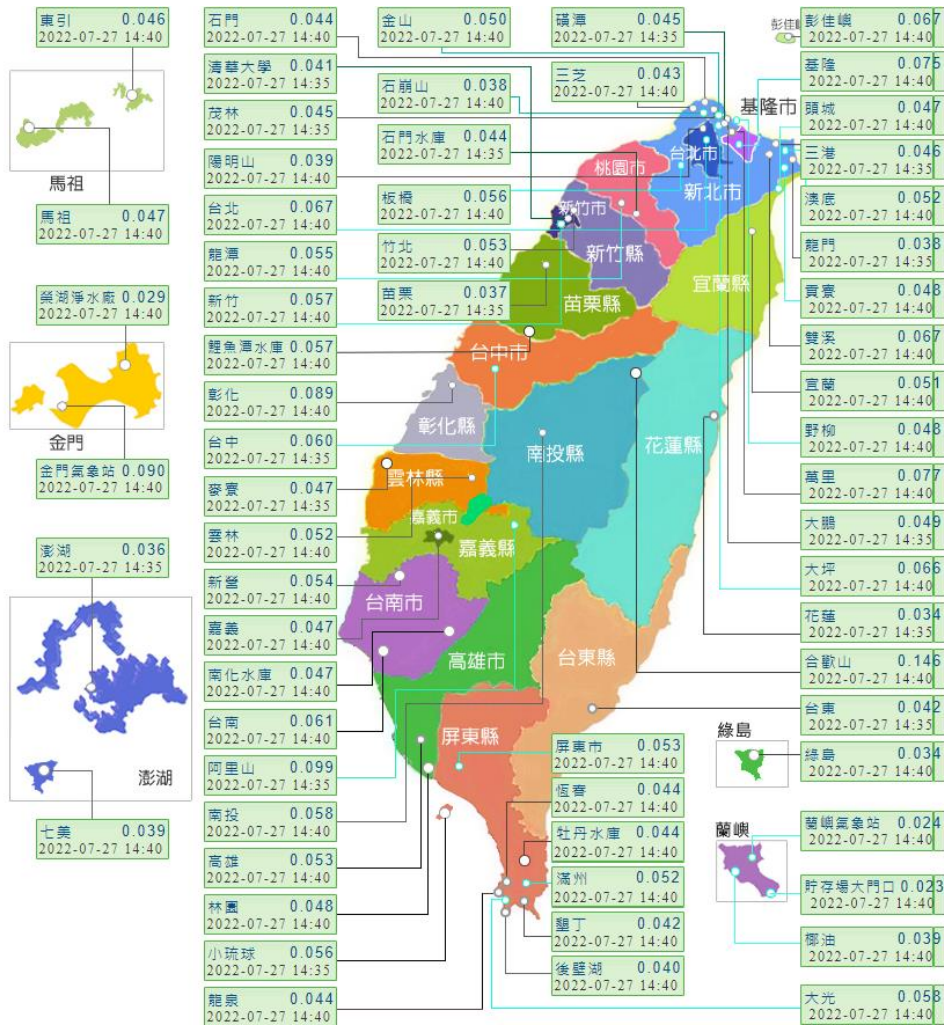 東引 0.046
2022-07-27 14:40
馬祖
馬祖 0.047
2022-07-27 14:40
榮湖淨水廠 0.029
2022-07-27 14:40
金門
金門氣象站 0.090
2022-07-27 14:40
澎湖 0.036
2022-07-27 14:35
澎湖
七美 0.039
2022-07-27 14:40
石門 0.044
2022-07-27 14:40
清華大學 0.041
2022-07-27 14:35
茂林 0.045
2022-07-27 14:35
陽明山 0.039
2022-07-27 14:40
台北 0.067
2022-07-27 14:40
龍潭 0.055
2022-07-27 14:40
新竹 0.057
2022-07-27 14:40
鯉魚潭水庫 0.057
2022-07-27 14:40
彰化 0.089
2022-07-27 14:40
台中 0.060
2022-07-27 14:35
麥寮 0.047
2022-07-27 14:35
雲林 0.052
2022-07-27 14:40
新營 0.054
2022-07-27 14:40
嘉義 0.047
2022-07-27 14:40
南化水庫 0.047
2022-07-27 14:40
台南 0.061
2022-07-27 14:40
阿里山 0.099
2022-07-27 14:35
南投 0.058
2022-07-27 14:40
高雄 0.053
2022-07-27 14:40
林園 0.048
2022-07-27 14:40
小琉球 0.056
2022-07-27 14:35
龍泉 0.044
2022-07-27 14:40
金山 0.050
2022-07-27 14:40
石崩山 0.038
2022-07-27 14:40
石門水庫 0.044
2022-07-27 14:35
板橋 0.056
2022-07-27 14:40
竹北 0.053
2022-07-27 14:40
苗栗 0.037
2022-07-27 14:35
磺潭 0.045
2022-07-27 14:35
三芝 0.043
2022-07-27 14:40
基隆市
台北市
桃園市
新北市
新竹市
新竹縣
宜蘭縣
苗栗縣
台中市
彰化縣
南投縣
花蓮縣
雲林縣
嘉義市
嘉義縣
台南市
高雄市
台東縣
屏東縣
屏東市 0.053
2022-07-27 14:40
恆春 0.044
2022-07-27 14:40
牡丹水庫 0.044
2022-07-27 14:40
滿州 0.052
2022-07-27 14:40
墾丁 0.042
2022-07-27 14:40
後壁湖 0.040
2022-07-27 14:40
彭佳嶼
彭佳嶼 0.067
2022-07-27 14:40
基隆 0.075
2022-07-27 14:40
頭城 0.047
2022-07-27 14:40
三港 0.046
2022-07-27 14:35
澳底 0.052
2022-07-27 14:40
龍門 0.038
2022-07-27 14:35
貢寮 0.048
2022-07-27 14:40
雙溪 0.067
2022-07-27 14:40
宜蘭 0.051
2022-07-27 14:40
野柳 0.048
2022-07-27 14:40
萬里 0.077
2022-07-27 14:40
大鵬 0.049
2022-07-27 14:35
大坪 0.066
2022-07-27 14:40
花蓮 0.034
2022-07-27 14:35
合歡山 0.146
2022-07-27 14:40
台東 0.042
2022-07-27 14:35
綠島
綠島 0.034
2022-07-27 14:40
蘭嶼
蘭嶼氣象站 0.024
2022-07-27 14:40
貯存場大門口 0.023
2022-07-27 14:40
椰油 0.039
2022-07-27 14:40
大光 0.058
2022-07-27 14:40